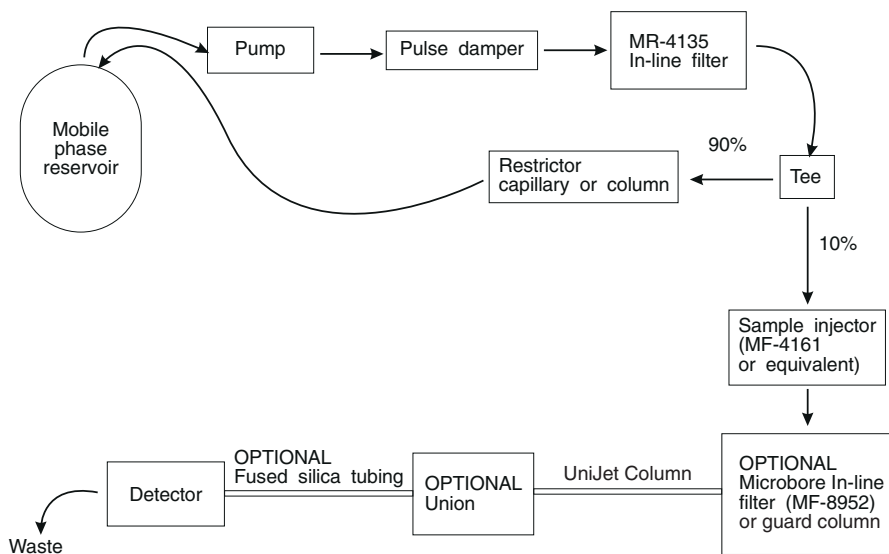 Pump
Pulse damper
MR-4135
In-line filter
Mobile
phase
reservoir
90%
Restrictor
capillary or column
Tee
10%
Sample injector
(MF-4161
or equivalent)
OPTIONAL
Fused silica tubing
Detector
OPTIONAL
Union
UniJet Column
OPTIONAL
Microbore In-line
filter (MF-8952)
or guard column
Waste